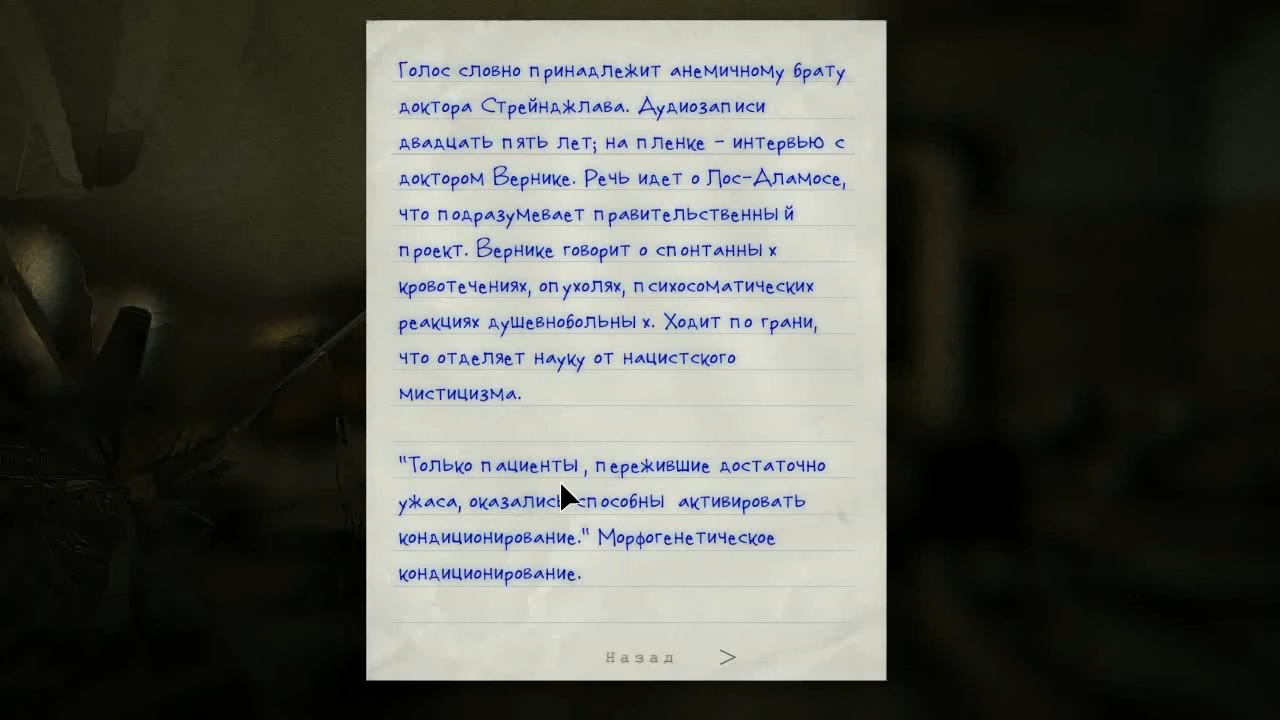 Голос словно принадлежит анемичному брату
доктора Стрейнджлава. Аудиозаписи
двадцать пять лет; на пленке - интервью с
доктором Вернике. Речь идет о Лос-Аламосе,
что подразумевает правительственный
проект. Вернике говорит о спонтанных
кровотечениях, опухолях, психосоматических
реакциях душевнобольных. Ходит по грани,
что отделяет науку от нацистского
мистицизма.
"Только пациенты, пережившие достаточно
ужаса, оказались способны активировать
кондиционирование." Морфогенетическое
кондиционирование.
Назад >